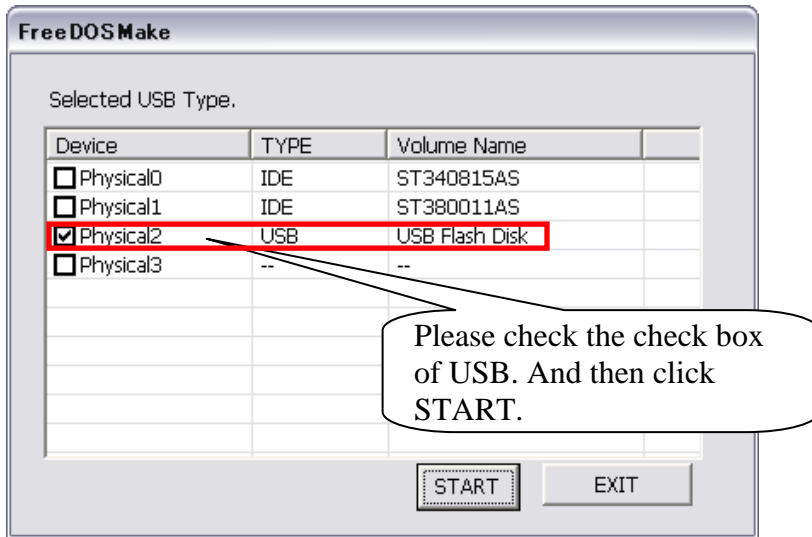 FreeDOSMake
Selected USB Type.
Device TYPE Volume Name
Physical0 IDE ST340815AS
Physical1 IDE ST380011AS
Physical2 USB USB Flash Disk
Physical3 -- --
Please check the check box
of USB. And then click
START.
START EXIT